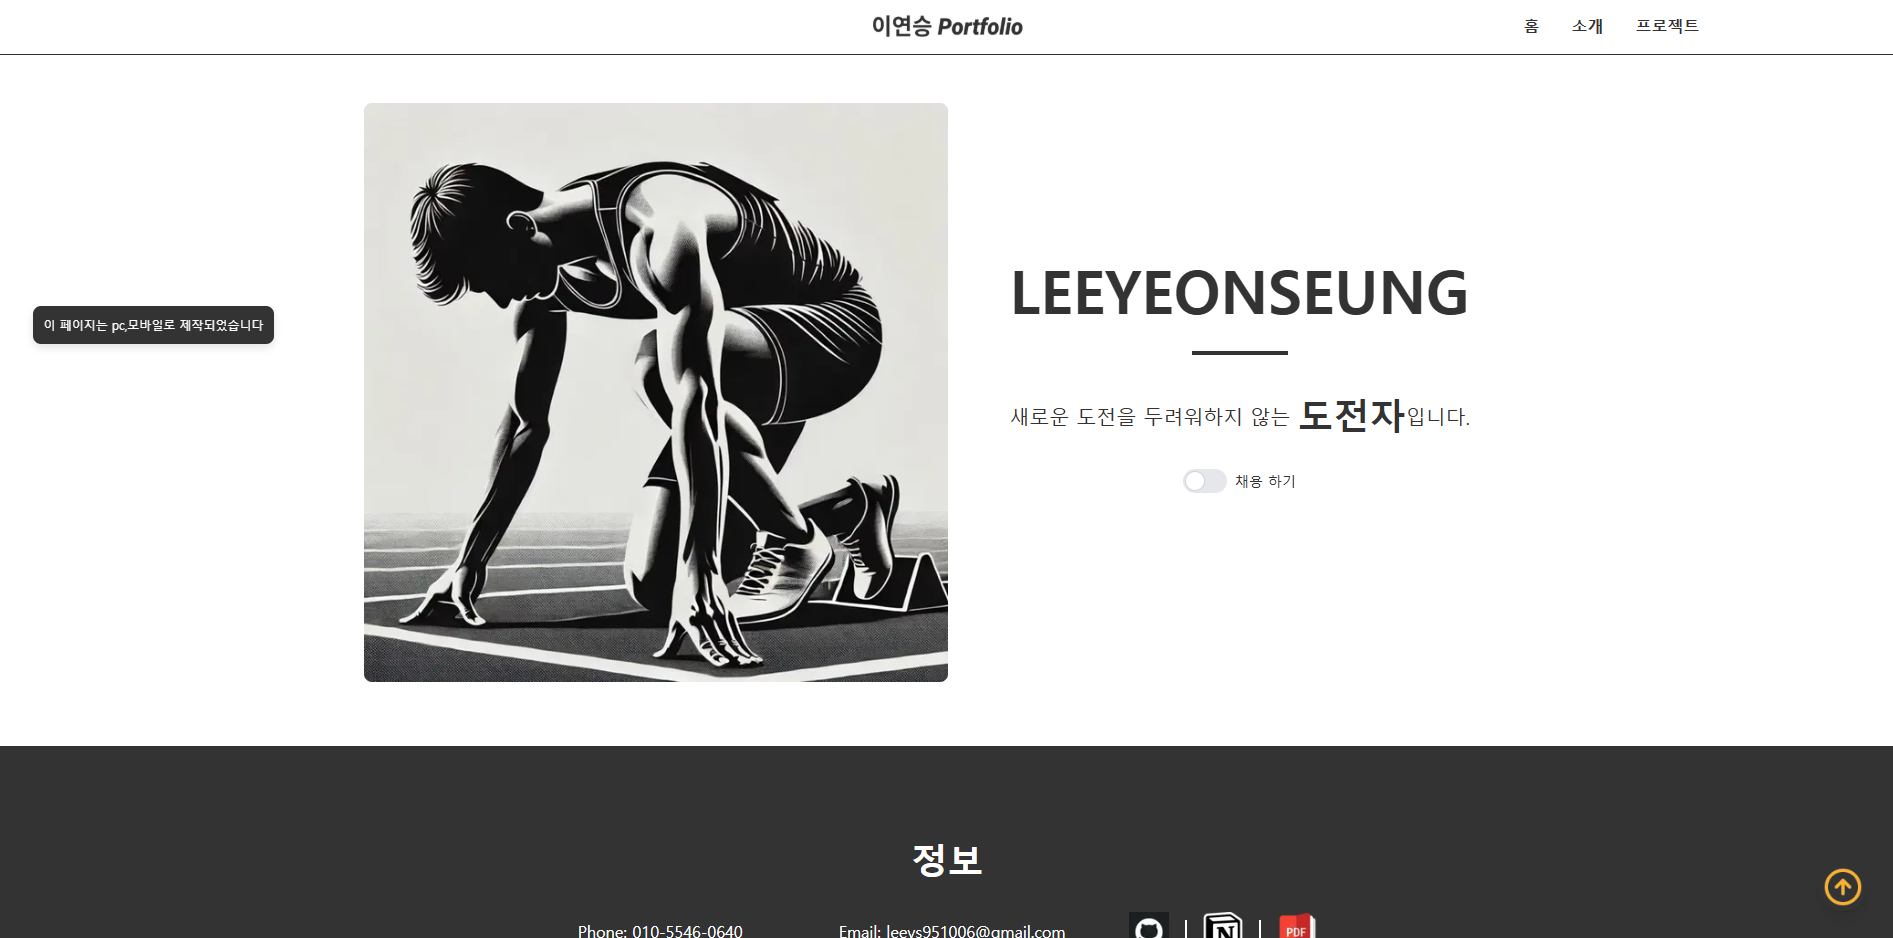 이연승 Portfolio
홈 소개 프로젝트
이 페이지는 pc,모바일로 제작되었습니다
LEEYEONSEUNG
새로운 도전을 두려워하지 않는 도전자입니다.
채용 하기
정보
Phone: 010-5546-0640 Email: leeys951006@gmail.com
N
PDF